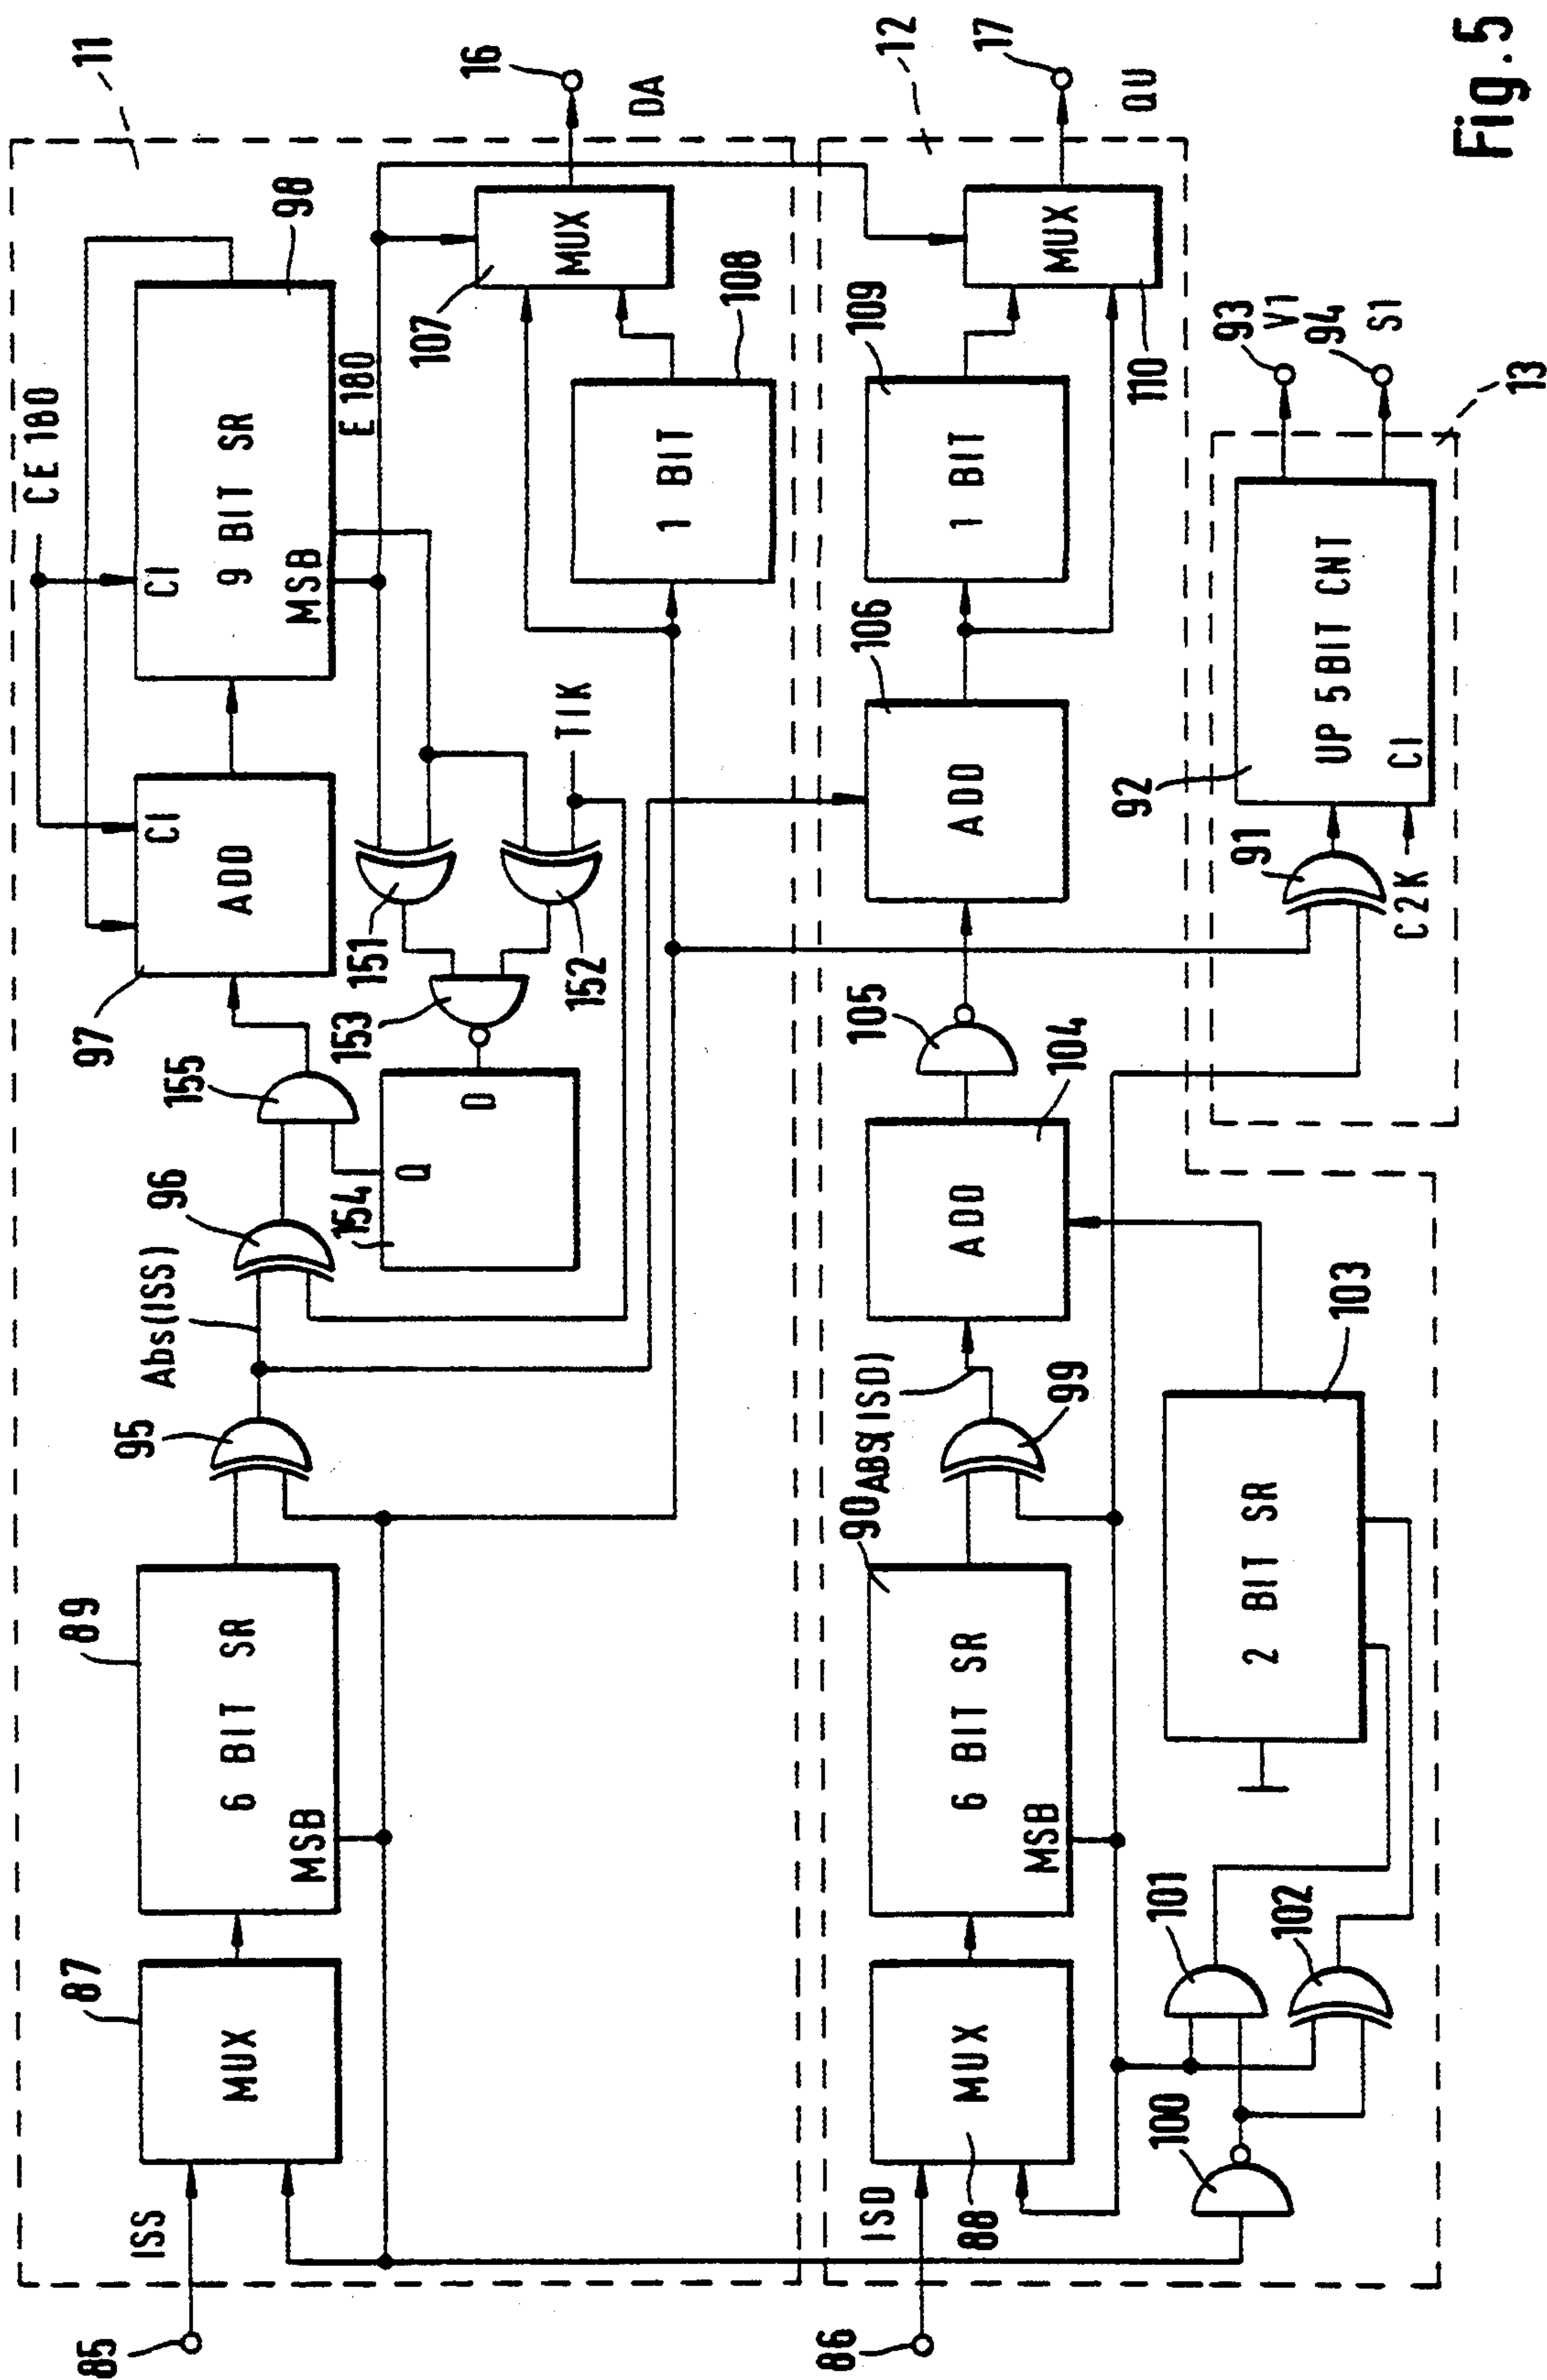 11
CE 180
98
97
CI
ADD
CI
9 BIT SR
MSB
E 180
16
DA
155
96
Abs(ISS)
95
89
6 BIT SR
MSB
87
MUX
ISS
85
151
152
153
154
Q
D
T1K
107
MUX
108
1 BIT
12
17
QU
MUX
110
109
1 BIT
106
ADD
105
104
ADD
ABS(ISD)
99
90
6 BIT SR
MSB
MUX
88
ISD
86
103
2 BIT SR
101
102
100
93
V1
94
S1
13
92
UP 5BIT CNT
CI
91
C2K
Fig.5